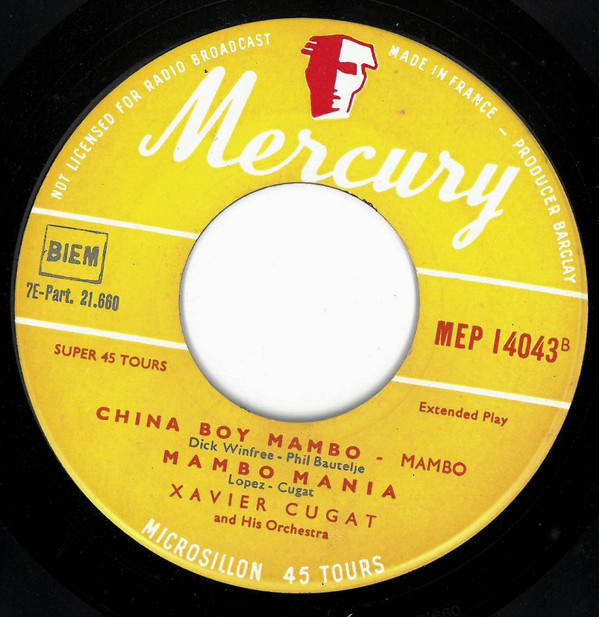 NOT LICENSED FOR RADIO BROADCAST
MADE IN FRANCE - PRODUCER BARCLAY
Mercury
BIEM
7E-Part. 21.660
MEP 14043B
SUPER 45 TOURS
Extended Play
CHINA BOY MAMBO - MAMBO
Dick Winfree - Phil Bautelje
MAMBO MANIA
Lopez - Cugat
XAVIER CUGAT
and His Orchestra
MICROSILLON 45 TOURS